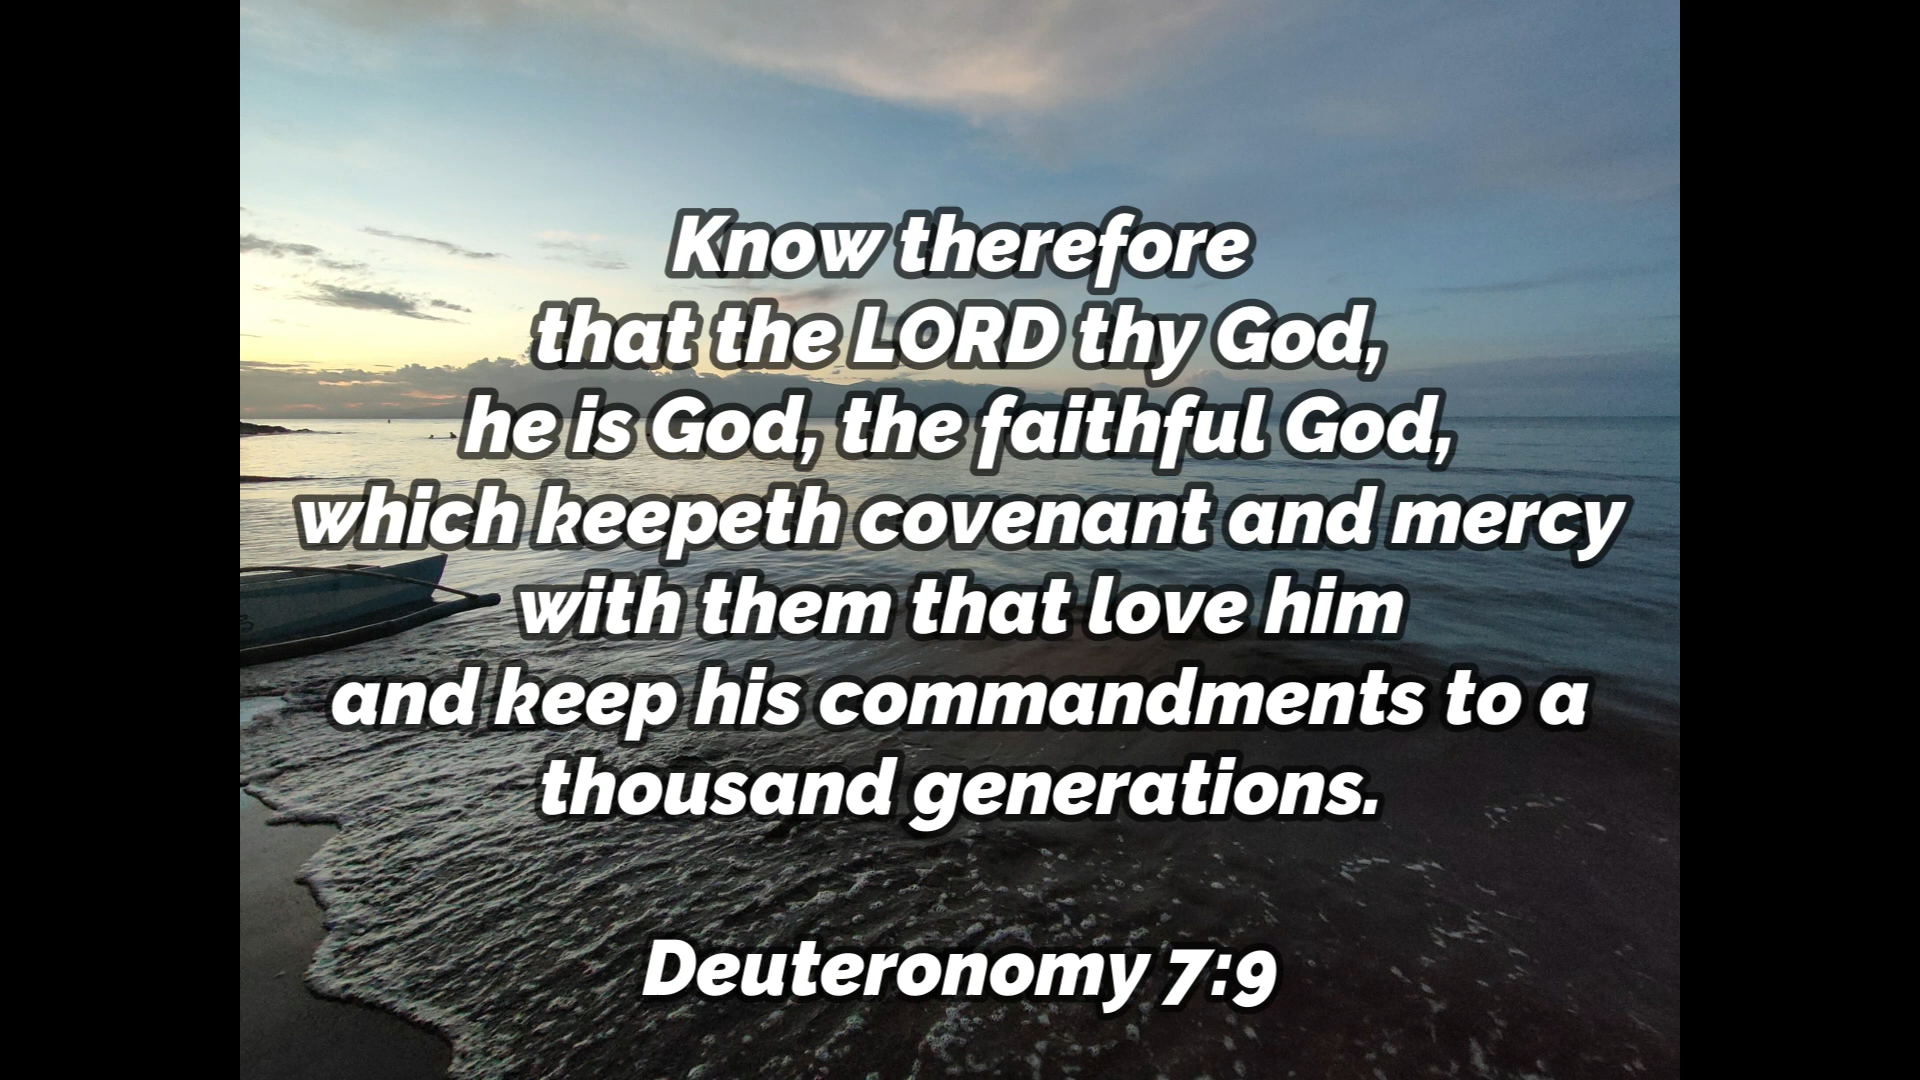 Know therefore
that the LORD thy God,
he is God, the faithful God,
which keepeth covenant and mercy
with them that love him
and keep his commandments to a
thousand generations.
Deuteronomy 7:9